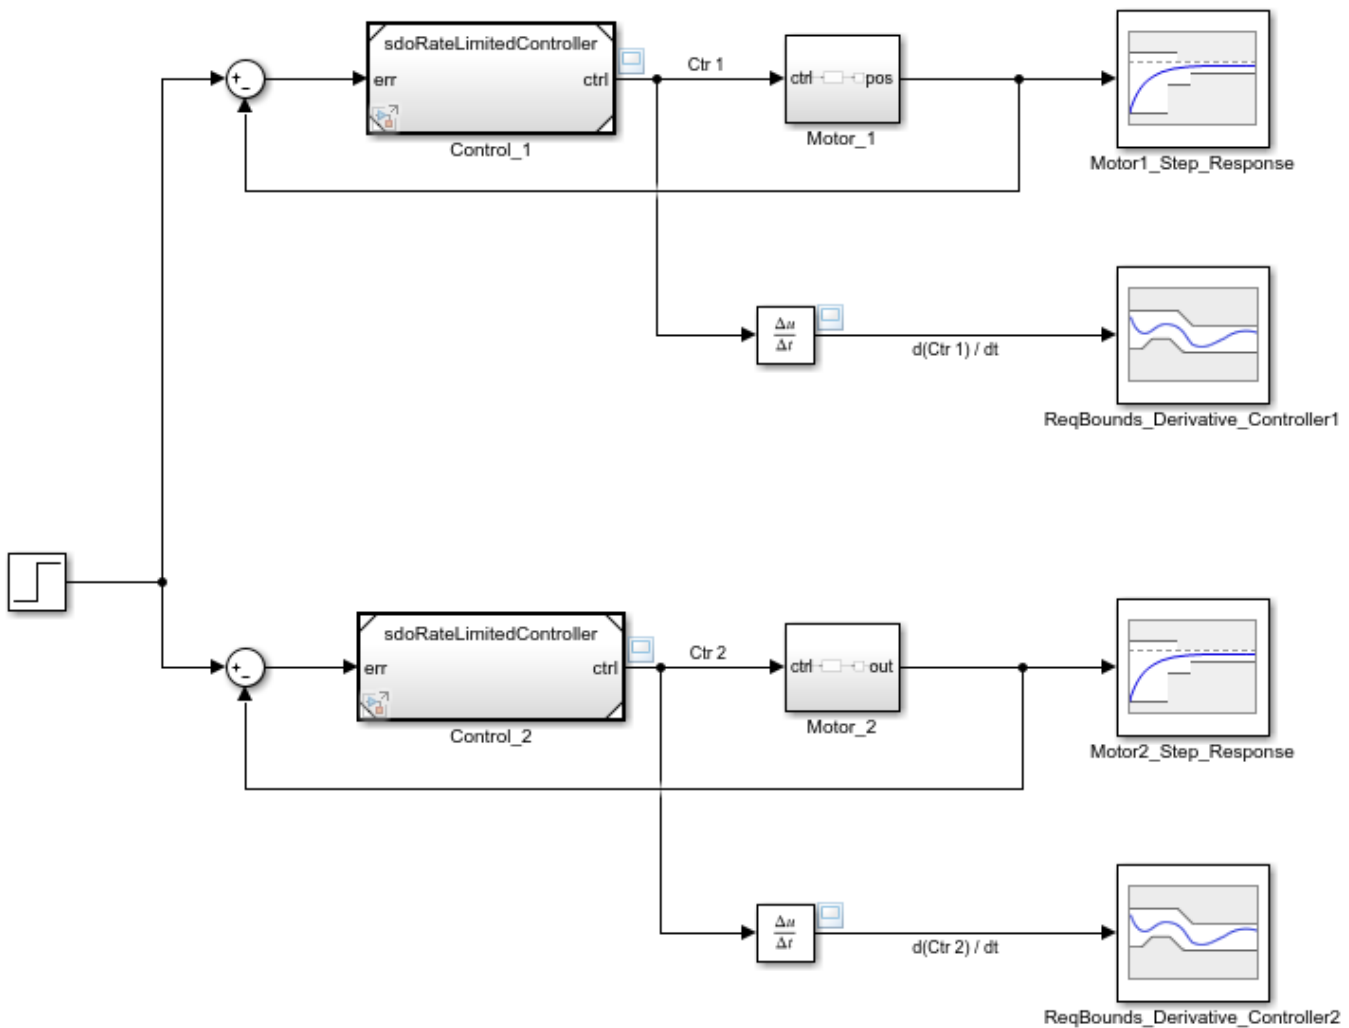 sdoRateLimitedController
err
ctrl
Control_1
Ctr 1
ctrl
pos
Motor_1
Motor1_Step_Response
Δu
Δt
d(Ctr 1) / dt
ReqBounds_Derivative_Controller1
sdoRateLimitedController
err
ctrl
Control_2
Ctr 2
ctrl
out
Motor_2
Motor2_Step_Response
Δu
Δt
d(Ctr 2) / dt
ReqBounds_Derivative_Controller2